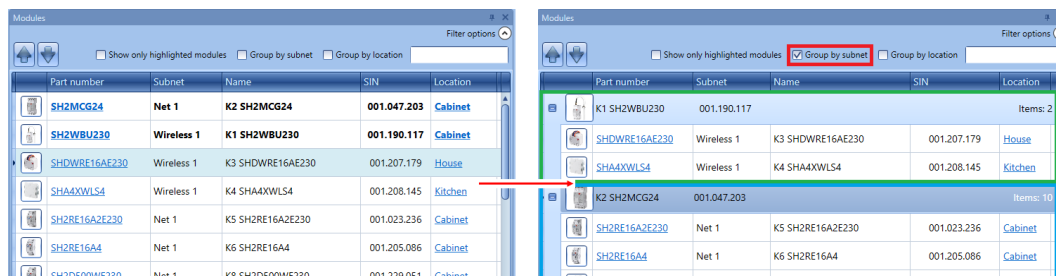 Modules
Filter options
Show only highlighted modules Group by subnet Group by location
Part number Subnet Name SIN Location
SH2MCG24 Net 1 K2 SH2MCG24 001.047.203 Cabinet
SH2WBU230 Wireless 1 K1 SH2WBU230 001.190.117 Cabinet
SHDWRE16AE230 Wireless 1 K3 SHDWRE16AE230 001.207.179 House
SHA4XWLS4 Wireless 1 K4 SHA4XWLS4 001.208.145 Kitchen
SH2RE16A2E230 Net 1 K5 SH2RE16A2E230 001.023.236 Cabinet
SH2RE16A4 Net 1 K6 SH2RE16A4 001.205.086 Cabinet
Net 1 001.229.051 Cabinet
Modules
Filter options
Show only highlighted modules Group by subnet Group by location
Part number Subnet Name SIN Location
K1 SH2WBU230 001.190.117 Items: 2
SHDWRE16AE230 Wireless 1 K3 SHDWRE16AE230 001.207.179 House
SHA4XWLS4 Wireless 1 K4 SHA4XWLS4 001.208.145 Kitchen
K2 SH2MCG24 001.047.203 Items: 10
SH2RE16A2E230 Net 1 K5 SH2RE16A2E230 001.023.236 Cabinet
SH2RE16A4 Net 1 K6 SH2RE16A4 001.205.086 Cabinet